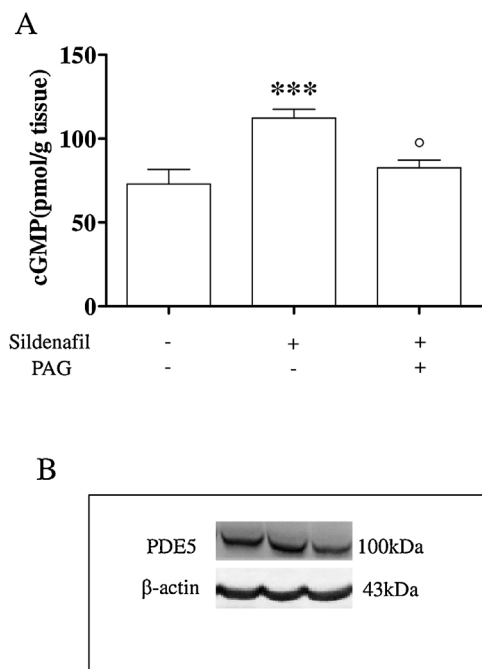 A
cGMP(pmol/g tissue)
150
100
50
0
***
°
Sildenafil - + +
PAG - - +
B
PDE5 100kDa
β-actin 43kDa